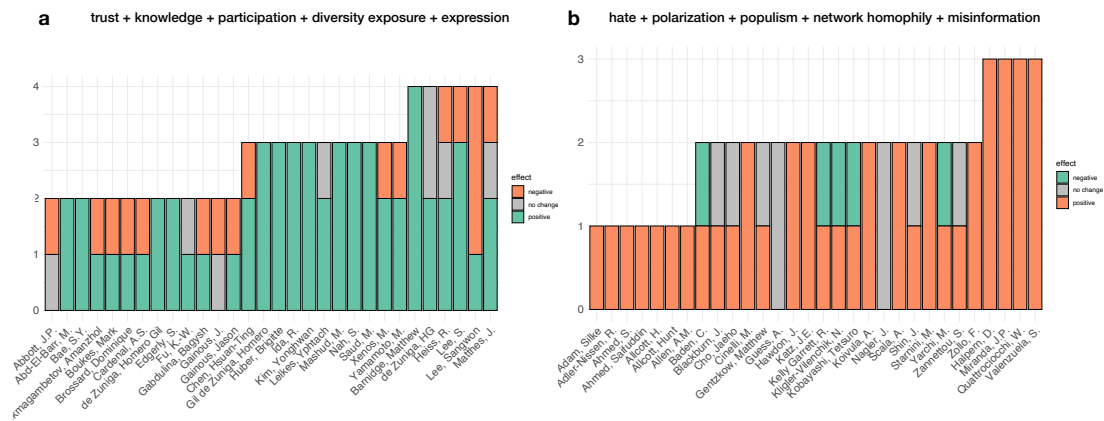 a
trust + knowledge + participation + diversity exposure + expression
4
3
2
1
0
Abbott, J.P.
Abd-El-Barr, M.
Bae, S. Y.
kmagambetov, Amanzhol
Boukes, Mark
Brossard, Dominique
Cardenal, A. S.
de Zuniga, Homero Gil
Edgerly, S.
Fu, K-W.
Gabdulina, Bagysh
Gainous, J.
Gainous, Jason
Chen, Hsuan-Ting
Gil de Zuniga, Homero
Huber, Brigitte
Kim, Yonghwan
Lelkes, Yphtach
Mashud, M.
Nah, S.
Saud, M.
Xenos, M.
Yamamoto, M.
Barnidge, Matthew
de Zuniga, HG
Heiss, R.
Lee, S.
Lee, Sangwon
Matthes, J.
effect
negative
no change
positive
b
hate + polarization + populism + network homophily + misinformation
3
2
1
0
Adam, Silke
Adler-Nissen, R.
Ahmed, S.
Ahmed, Saifuddin
Allcott, H.
Allcott, Hunt
Allen, A.M.
Baden, C.
Blackburn, J.
Cho, Jaeho
Cinelli, M.
Gentzkow, Matthew
Guess, A.
Hawdon, J.
Katz, J.E.
Kelly Garrett, R.
Kligler-Vilenchik, N.
Kobayashi, Tetsuro
Koivula, A.
Nagler, J.
Scala, A.
Shin, J.
Starnini, M.
Yarchi, M.
Zannettou, S.
Zollo, F.
Halpern, D.
Miranda, J.P.
Quattrociocchi, W.
Valenzuela, S.
effect
negative
no change
positive